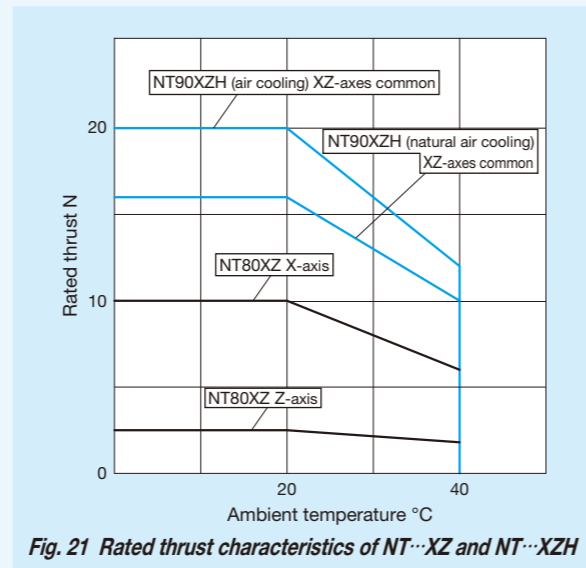 NT90XZH (air cooling) XZ-axes common
20
NT90XZH (natural air cooling)
XZ-axes common
Rated thrust N
NT80XZ X-axis
10
NT80XZ Z-axis
0
20
40
Ambient temperature °C
Fig. 21 Rated thrust characteristics of NT···XZ and NT···XZH